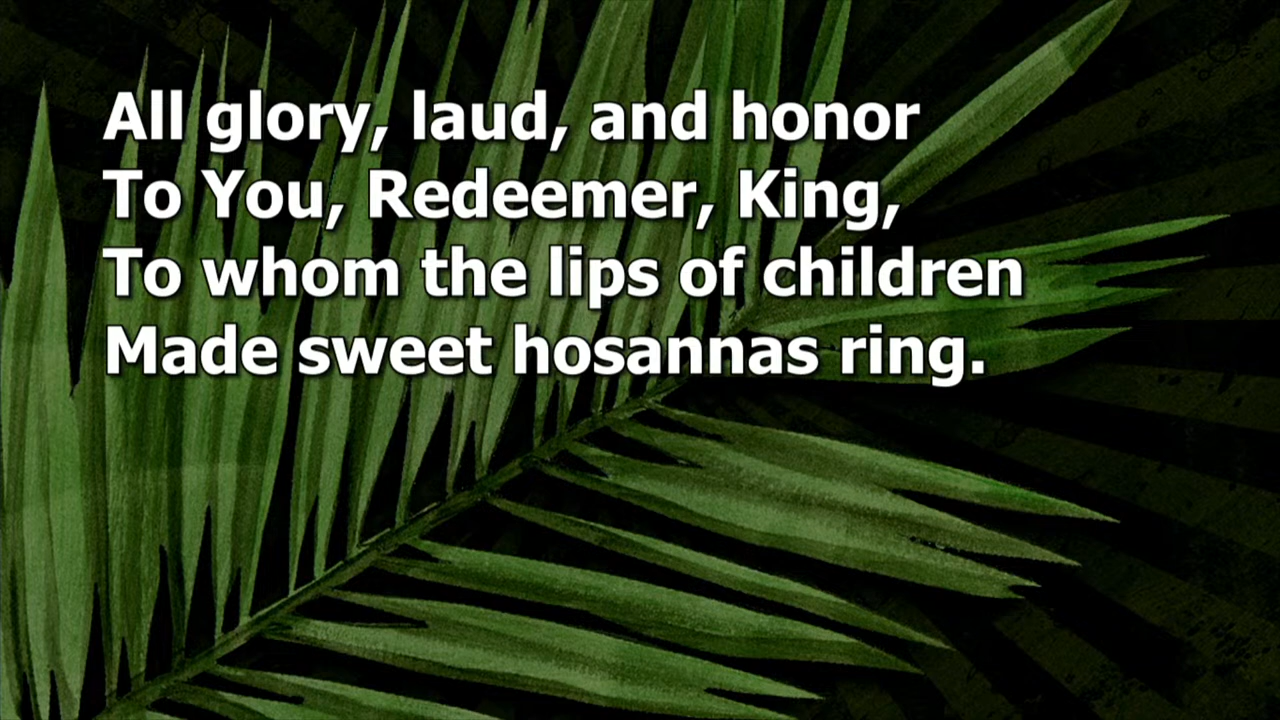 All glory, laud, and honor
To You, Redeemer, King,
To whom the lips of children
Made sweet hosannas ring.